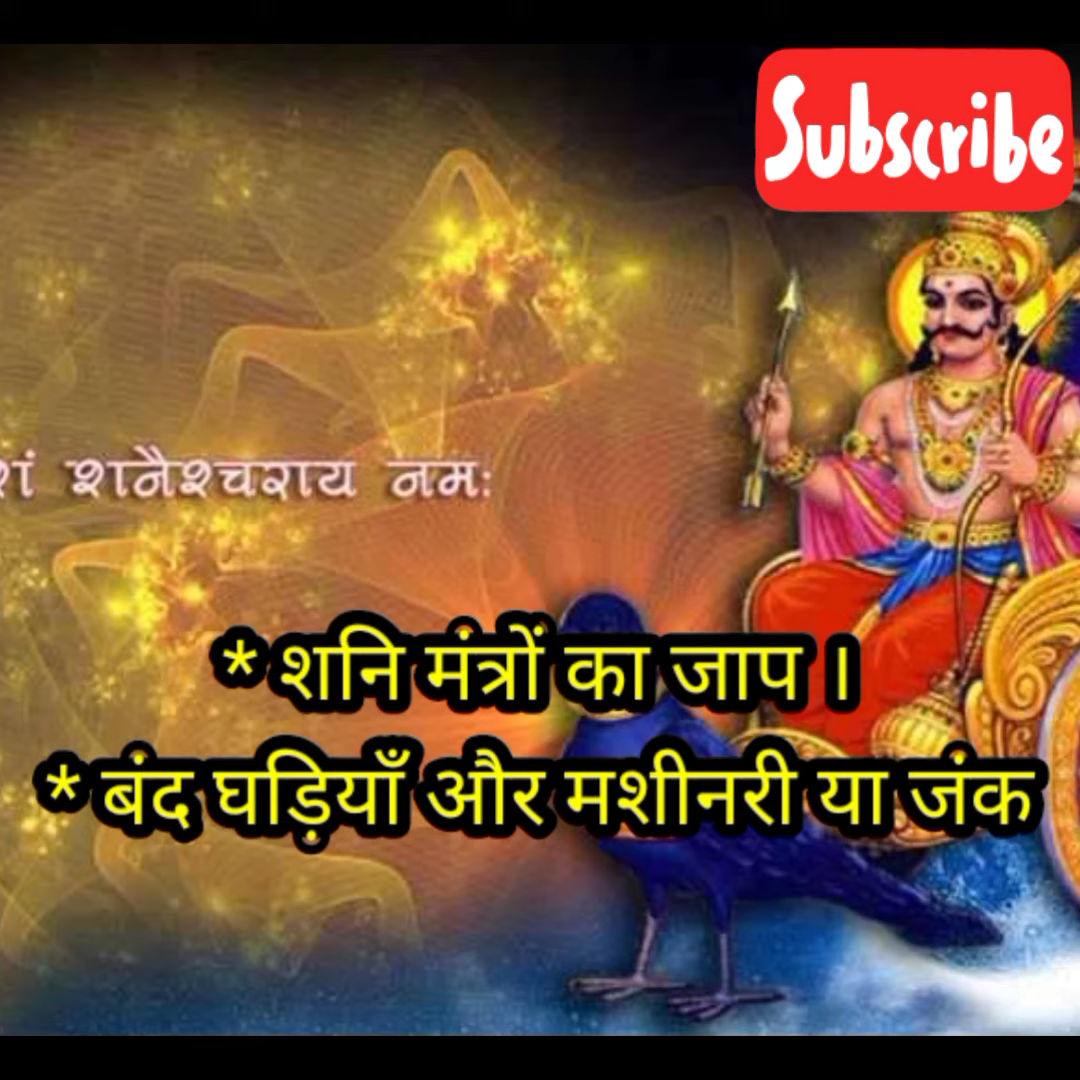 Subscribe
शं शनैश्चराय नमः
* शनि मंत्रों का जाप ।
* बंद घड़ियाँ और मशीनरी या जंक